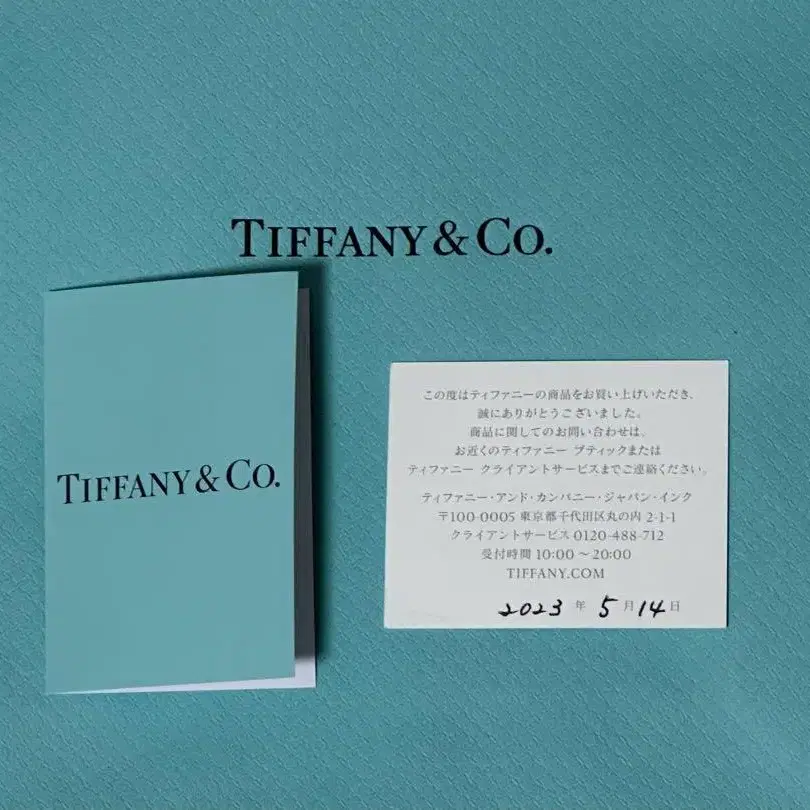 TIFFANY & CO.
TIFFANY & CO.
この度はティファニーの商品をお買い上げいただき、
誠にありがとうございました。
商品に関してのお問い合わせは、
お近くのティファニー ブティックまたは
ティファニー クライアントサービスまでご連絡ください。
ティファニー・アンド・カンパニー・ジャパン・インク
〒100-0005 東京都千代田区丸の内 2-1-1
クライアントサービス 0120-488-712
受付時間 10:00 ～ 20:00
TIFFANY.COM
2023 年 5 月 14 日